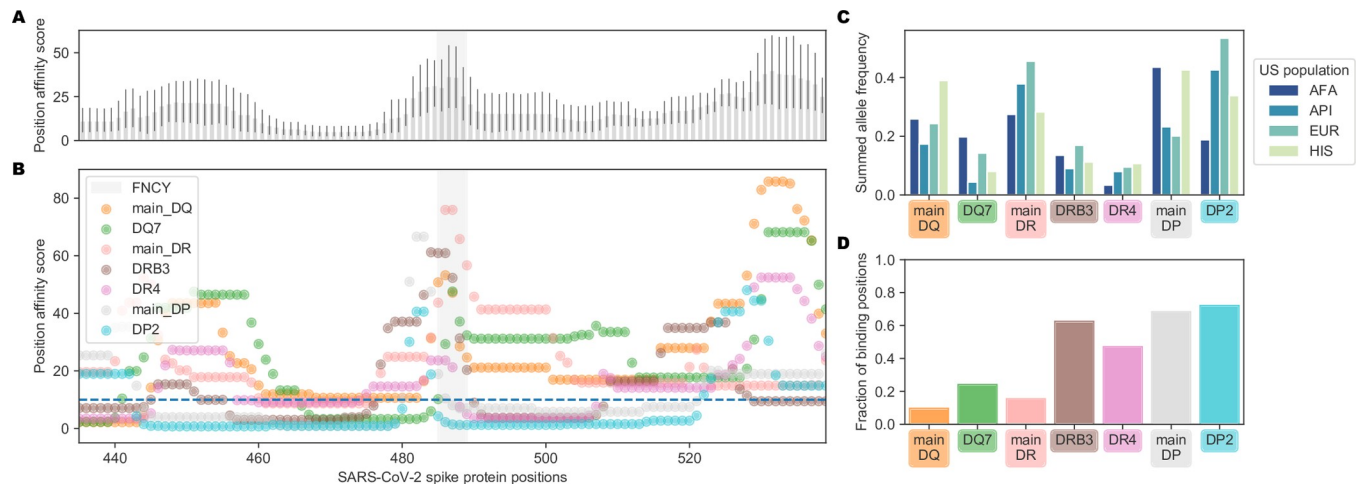 A
Position affinity score
50
25
0
B
Position affinity score
80
60
40
20
0
FNCY
main_DQ
DQ7
main_DR
DRB3
DR4
main_DP
DP2
440
460
480
500
520
SARS-CoV-2 spike protein positions
C
Summed allele frequency
0.4
0.2
0.0
main
DQ
DQ7
main
DR
DRB3
DR4
main
DP
DP2
US population
AFA
API
EUR
HIS
D
Fraction of binding positions
1.0
0.8
0.6
0.4
0.2
0.0
main
DQ
DQ7
main
DR
DRB3
DR4
main
DP
DP2